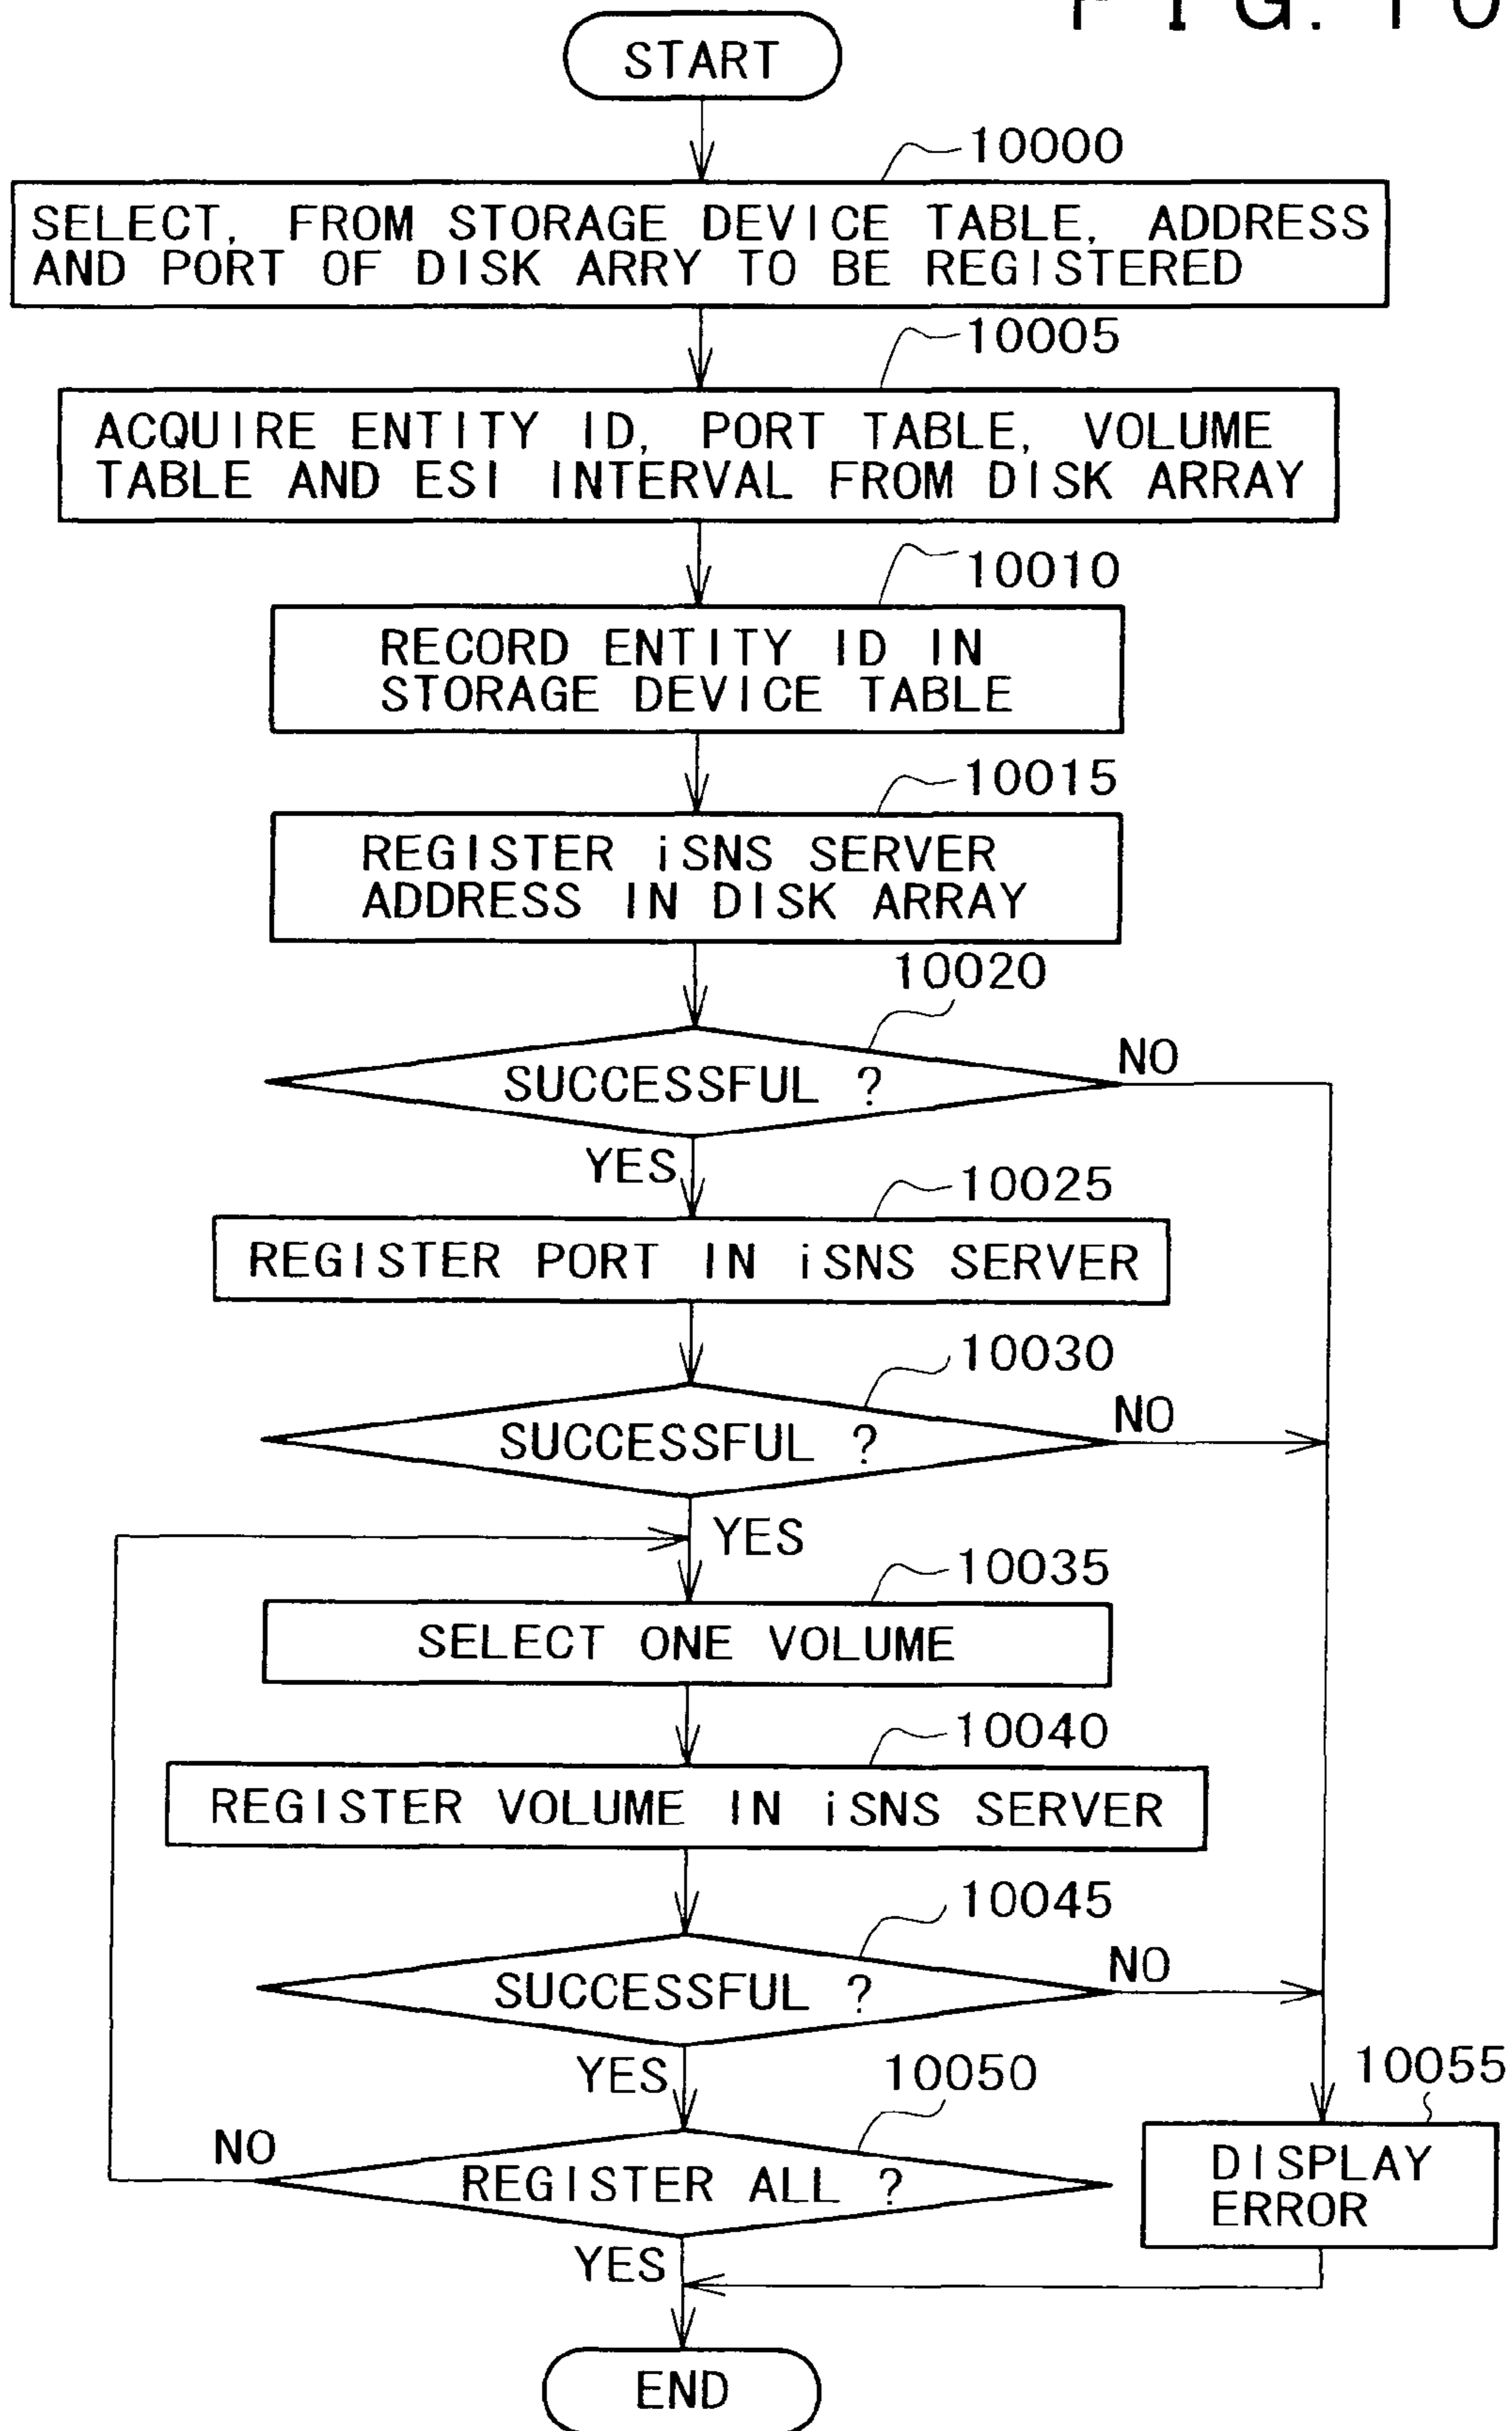 FIG. 10
START
10000
SELECT, FROM STORAGE DEVICE TABLE, ADDRESS
AND PORT OF DISK ARRY TO BE REGISTERED
10005
ACQUIRE ENTITY ID, PORT TABLE, VOLUME
TABLE AND ESI INTERVAL FROM DISK ARRAY
10010
RECORD ENTITY ID IN
STORAGE DEVICE TABLE
10015
REGISTER iSNS SERVER
ADDRESS IN DISK ARRAY
10020
SUCCESSFUL ?
NO
YES
10025
REGISTER PORT IN iSNS SERVER
10030
SUCCESSFUL ?
NO
YES
10035
SELECT ONE VOLUME
10040
REGISTER VOLUME IN iSNS SERVER
10045
SUCCESSFUL ?
NO
YES
10050
10055
NO
REGISTER ALL ?
DISPLAY
ERROR
YES
END